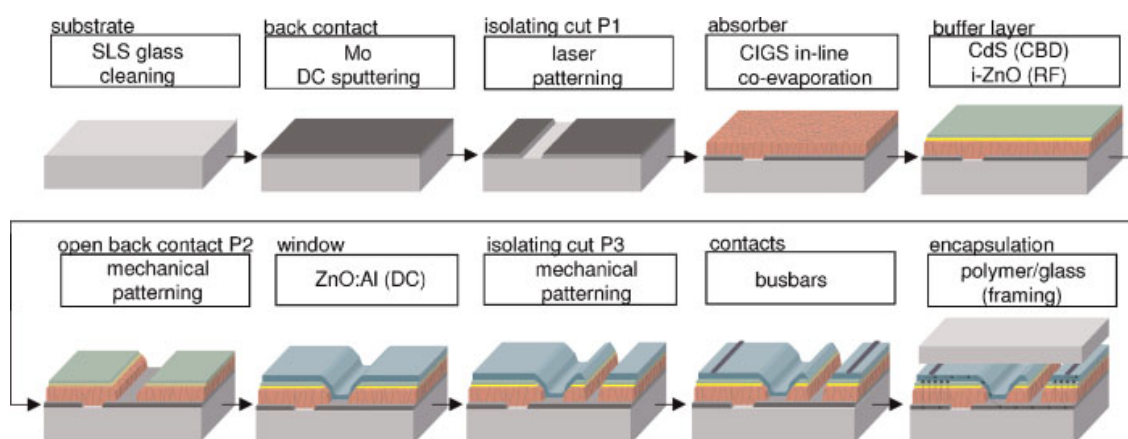 substrate
SLS glass
cleaning
back contact
Mo
DC sputtering
isolating cut P1
laser
patterning
absorber
CIGS in-line
co-evaporation
buffer layer
CdS (CBD)
i-ZnO (RF)
open back contact P2
mechanical
patterning
window
ZnO:Al (DC)
isolating cut P3
mechanical
patterning
contacts
busbars
encapsulation
polymer/glass
(framing)